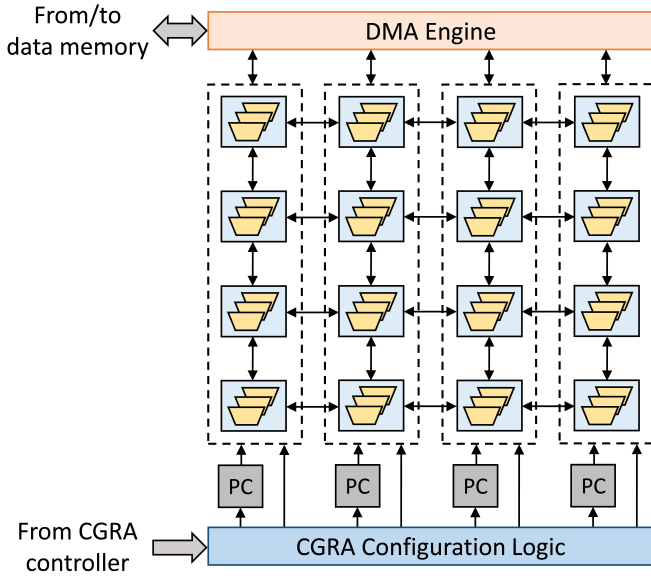 From/to
data memory
DMA Engine
PC PC PC PC
From CGRA
controller
CGRA Configuration Logic